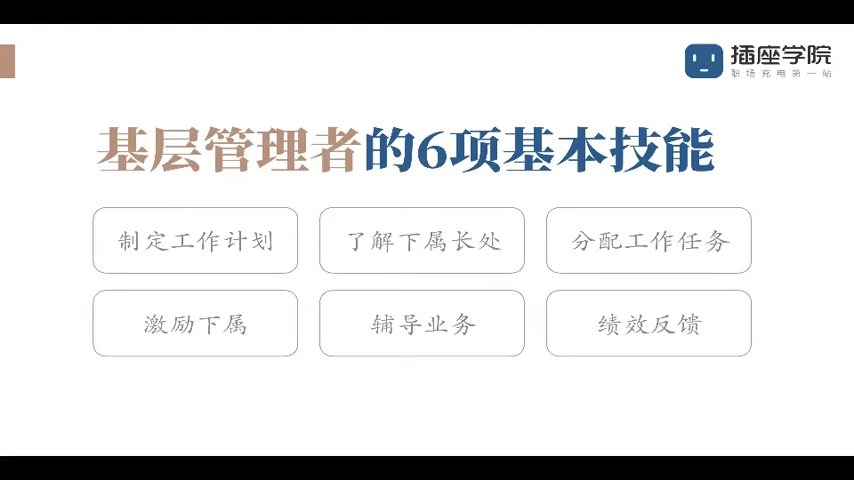 插座学院
职场充电第一站
基层管理者的6项基本技能
制定工作计划
了解下属长处
分配工作任务
激励下属
辅导业务
绩效反馈